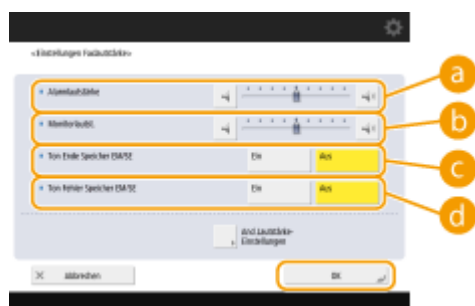 <Einstellungen Faxlautstärke>
Alarmlautstärke
a
Monitorlautst.
b
Ton Ende Speicher EM/SE
Ein
Aus
c
Ton Fehler Speicher EM/SE
Ein
Aus
d
And. Lautstärke-
Einstellungen
Abbrechen
OK